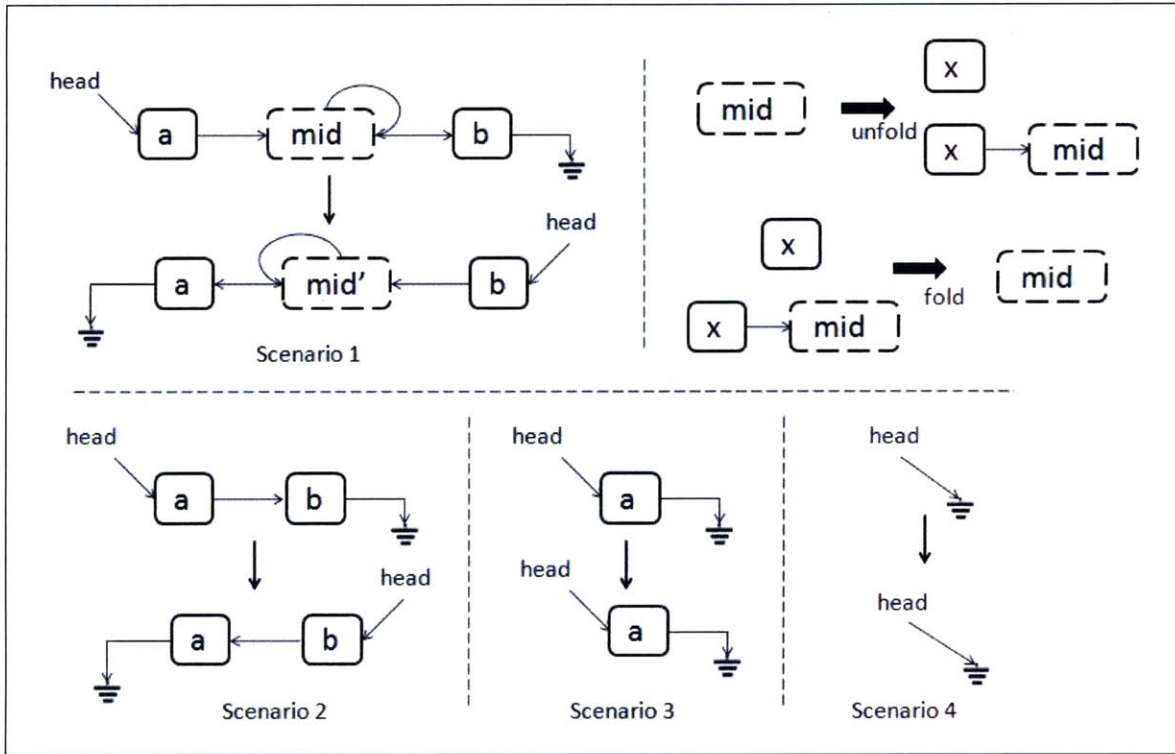 head
a
mid
b
head
a
mid'
b
Scenario 1
mid
unfold
x
x
mid
x
x
mid
fold
mid
head
a
b
head
a
b
Scenario 2
head
a
head
a
Scenario 3
head
head
Scenario 4